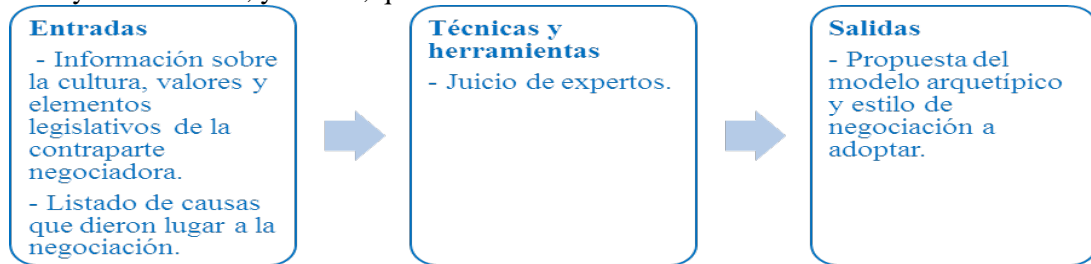 Entradas
- Información sobre
la cultura, valores y
elementos
legislativos de la
contraparte
negociadora.
- Listado de causas
que dieron lugar a la
negociación.
Técnicas y
herramientas
- Juicio de expertos.
Salidas
- Propuesta del
modelo arquetípico
y estilo de
negociación a
adoptar.